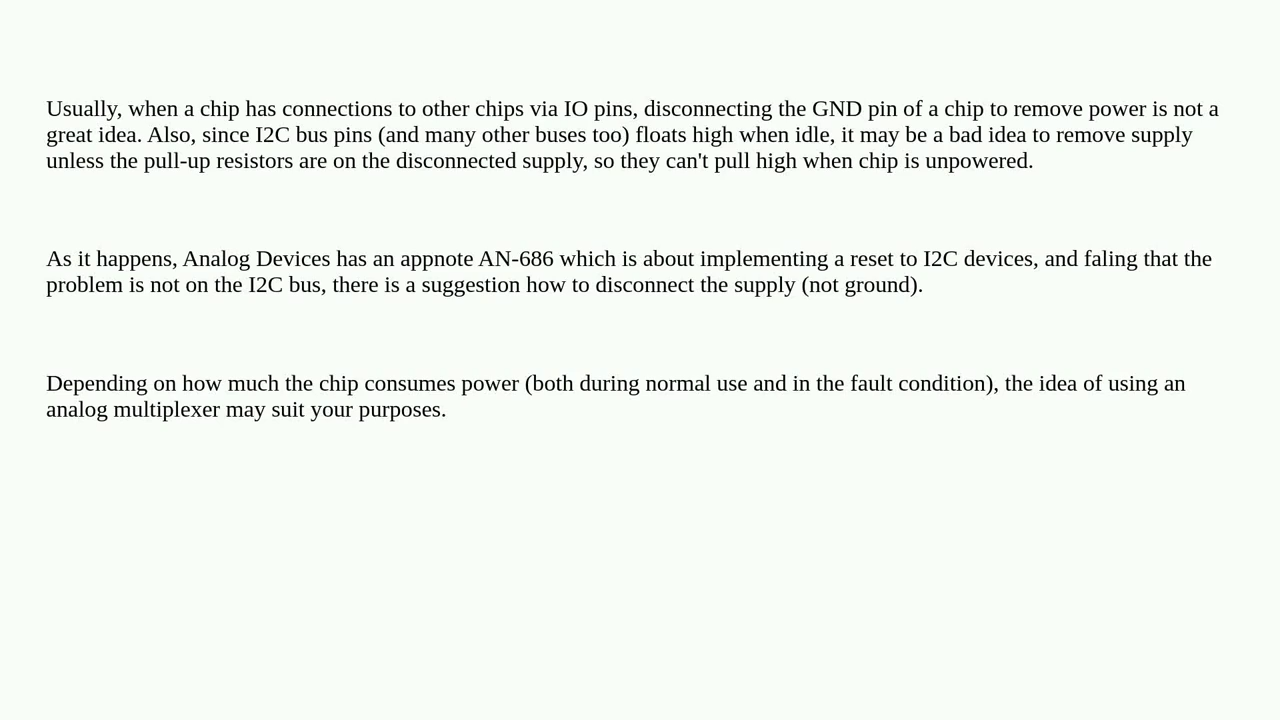 Usually, when a chip has connections to other chips via IO pins, disconnecting the GND pin of a chip to remove power is not a
great idea. Also, since I2C bus pins (and many other buses too) floats high when idle, it may be a bad idea to remove supply
unless the pull-up resistors are on the disconnected supply, so they can't pull high when chip is unpowered.
As it happens, Analog Devices has an appnote AN-686 which is about implementing a reset to I2C devices, and faling that the
problem is not on the I2C bus, there is a suggestion how to disconnect the supply (not ground).
Depending on how much the chip consumes power (both during normal use and in the fault condition), the idea of using an
analog multiplexer may suit your purposes.